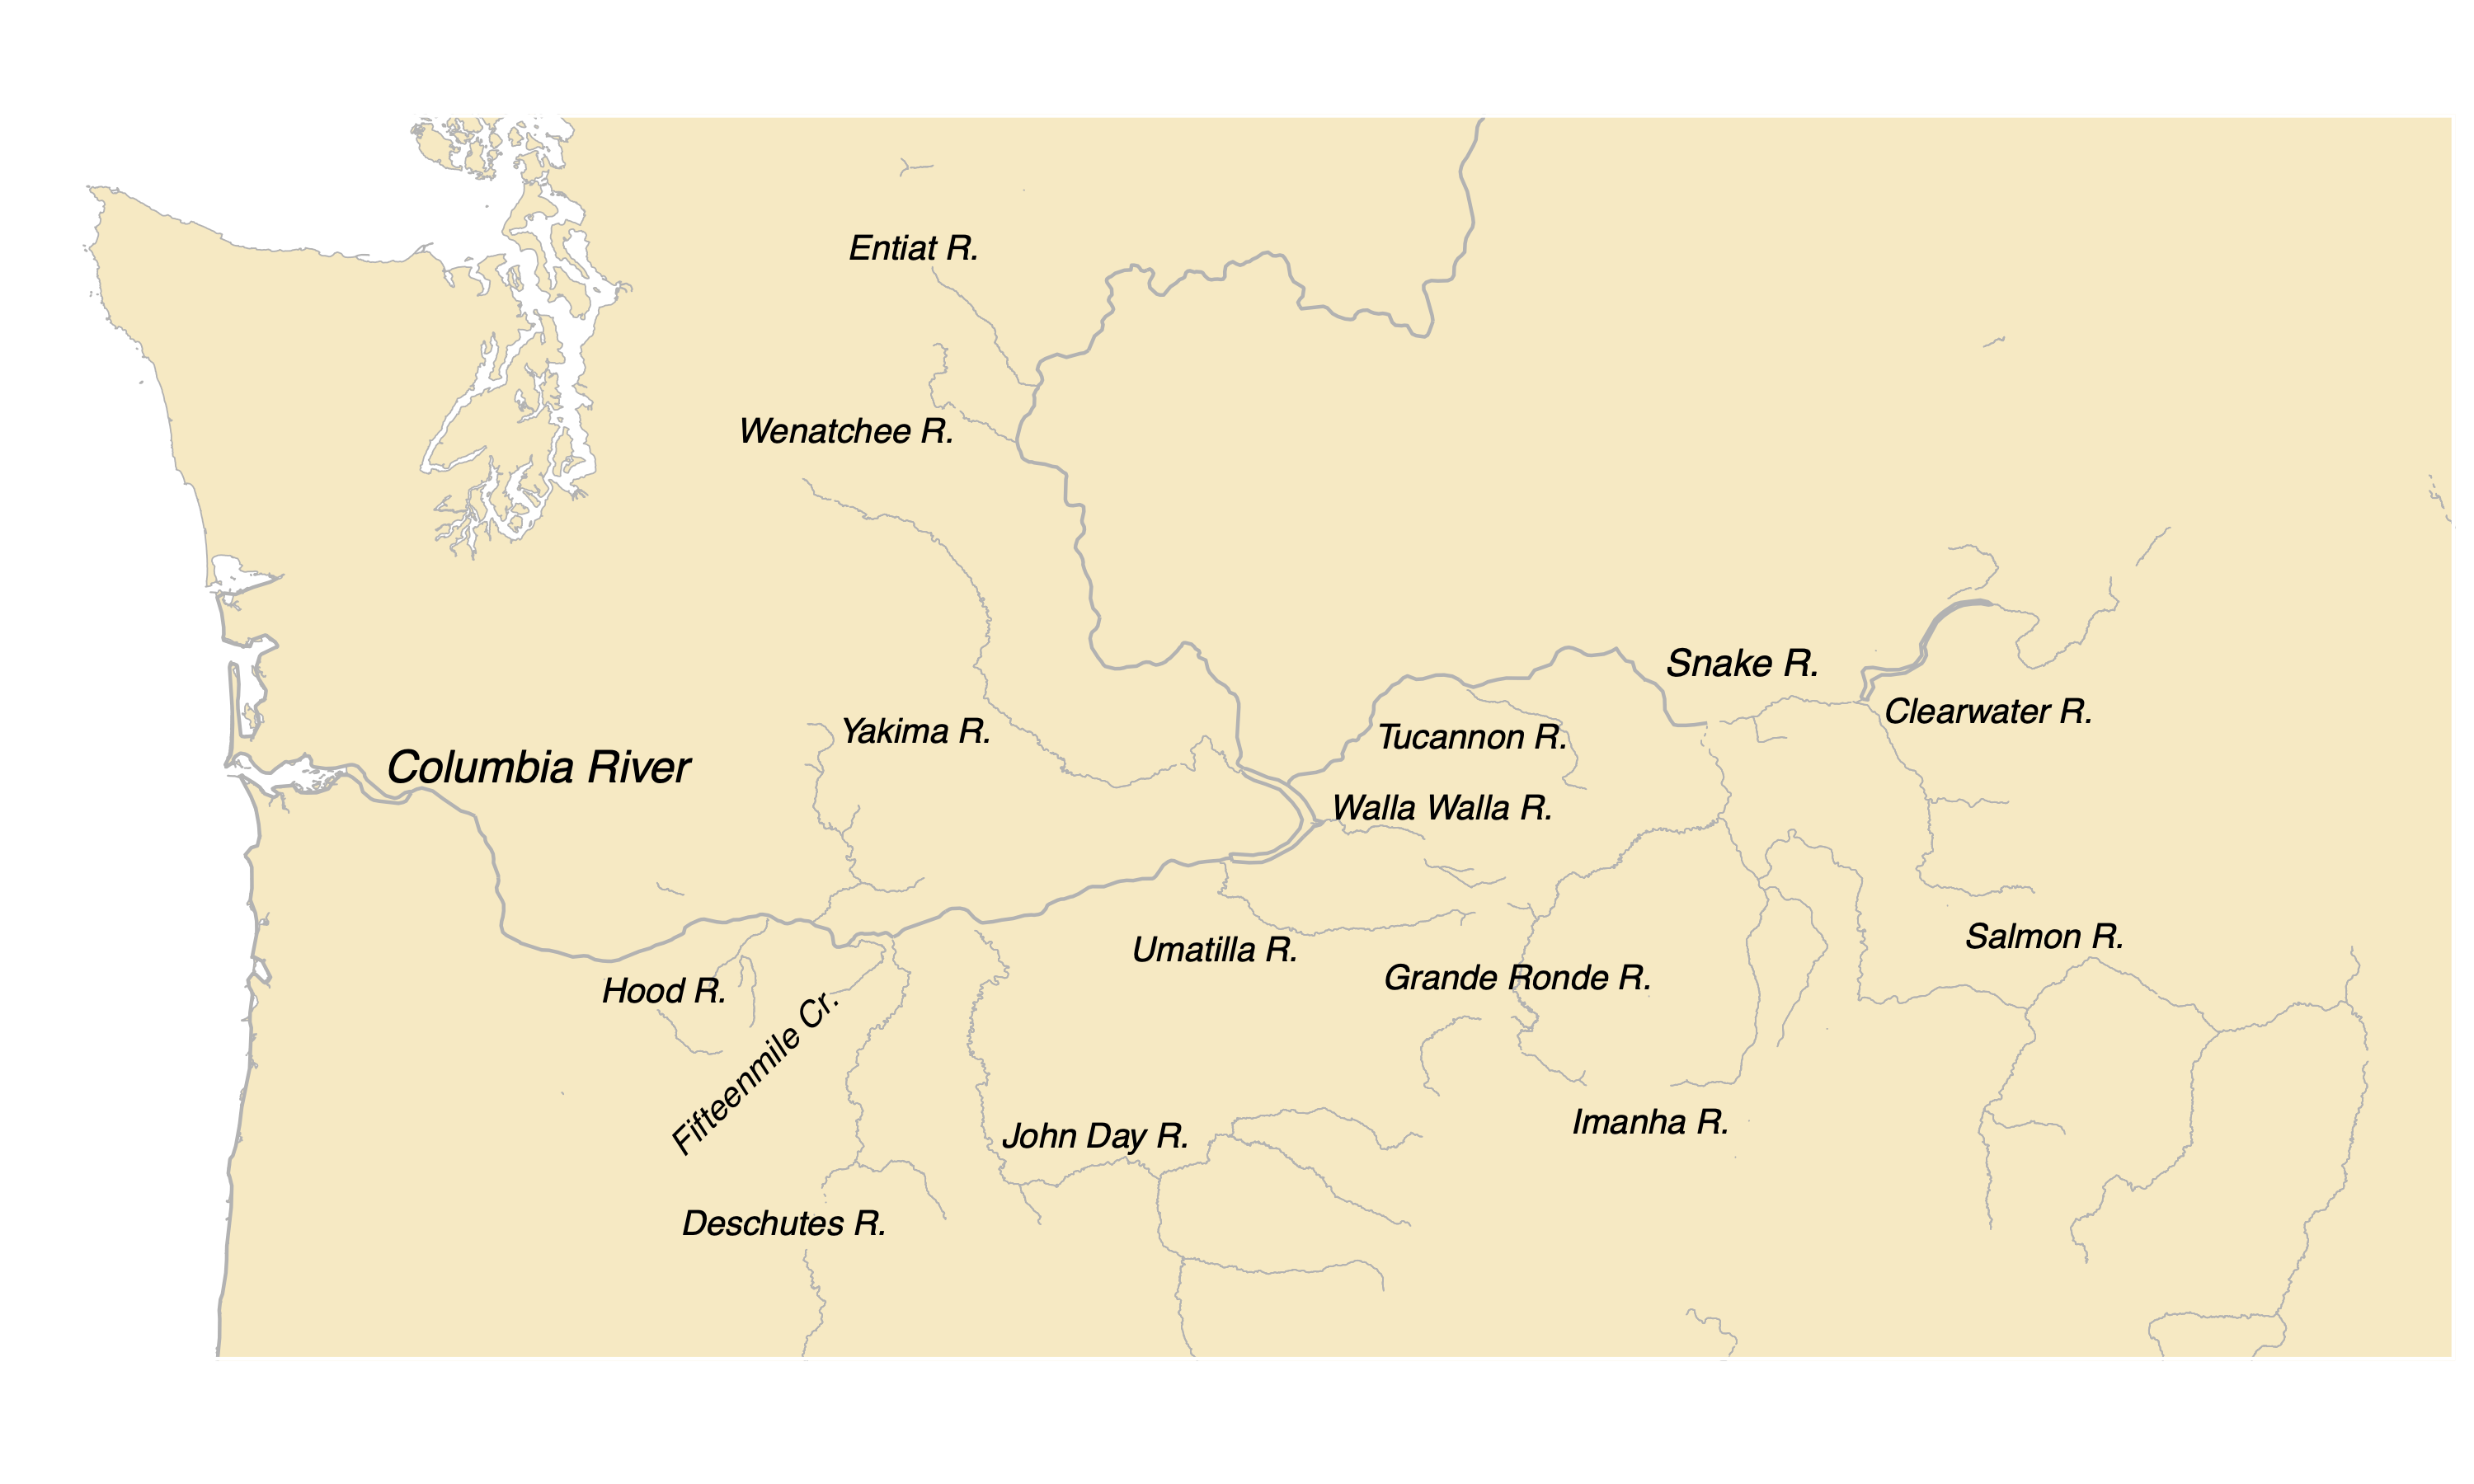 Entiat R.
Wenatchee R.
Snake R.
Clearwater R.
Yakima R.
Tucannon R.
Columbia River
Walla Walla R.
Umatilla R.
Salmon R.
Grande Ronde R.
Hood R.
Fifteenmile Cr.
Imanha R.
John Day R.
Deschutes R.